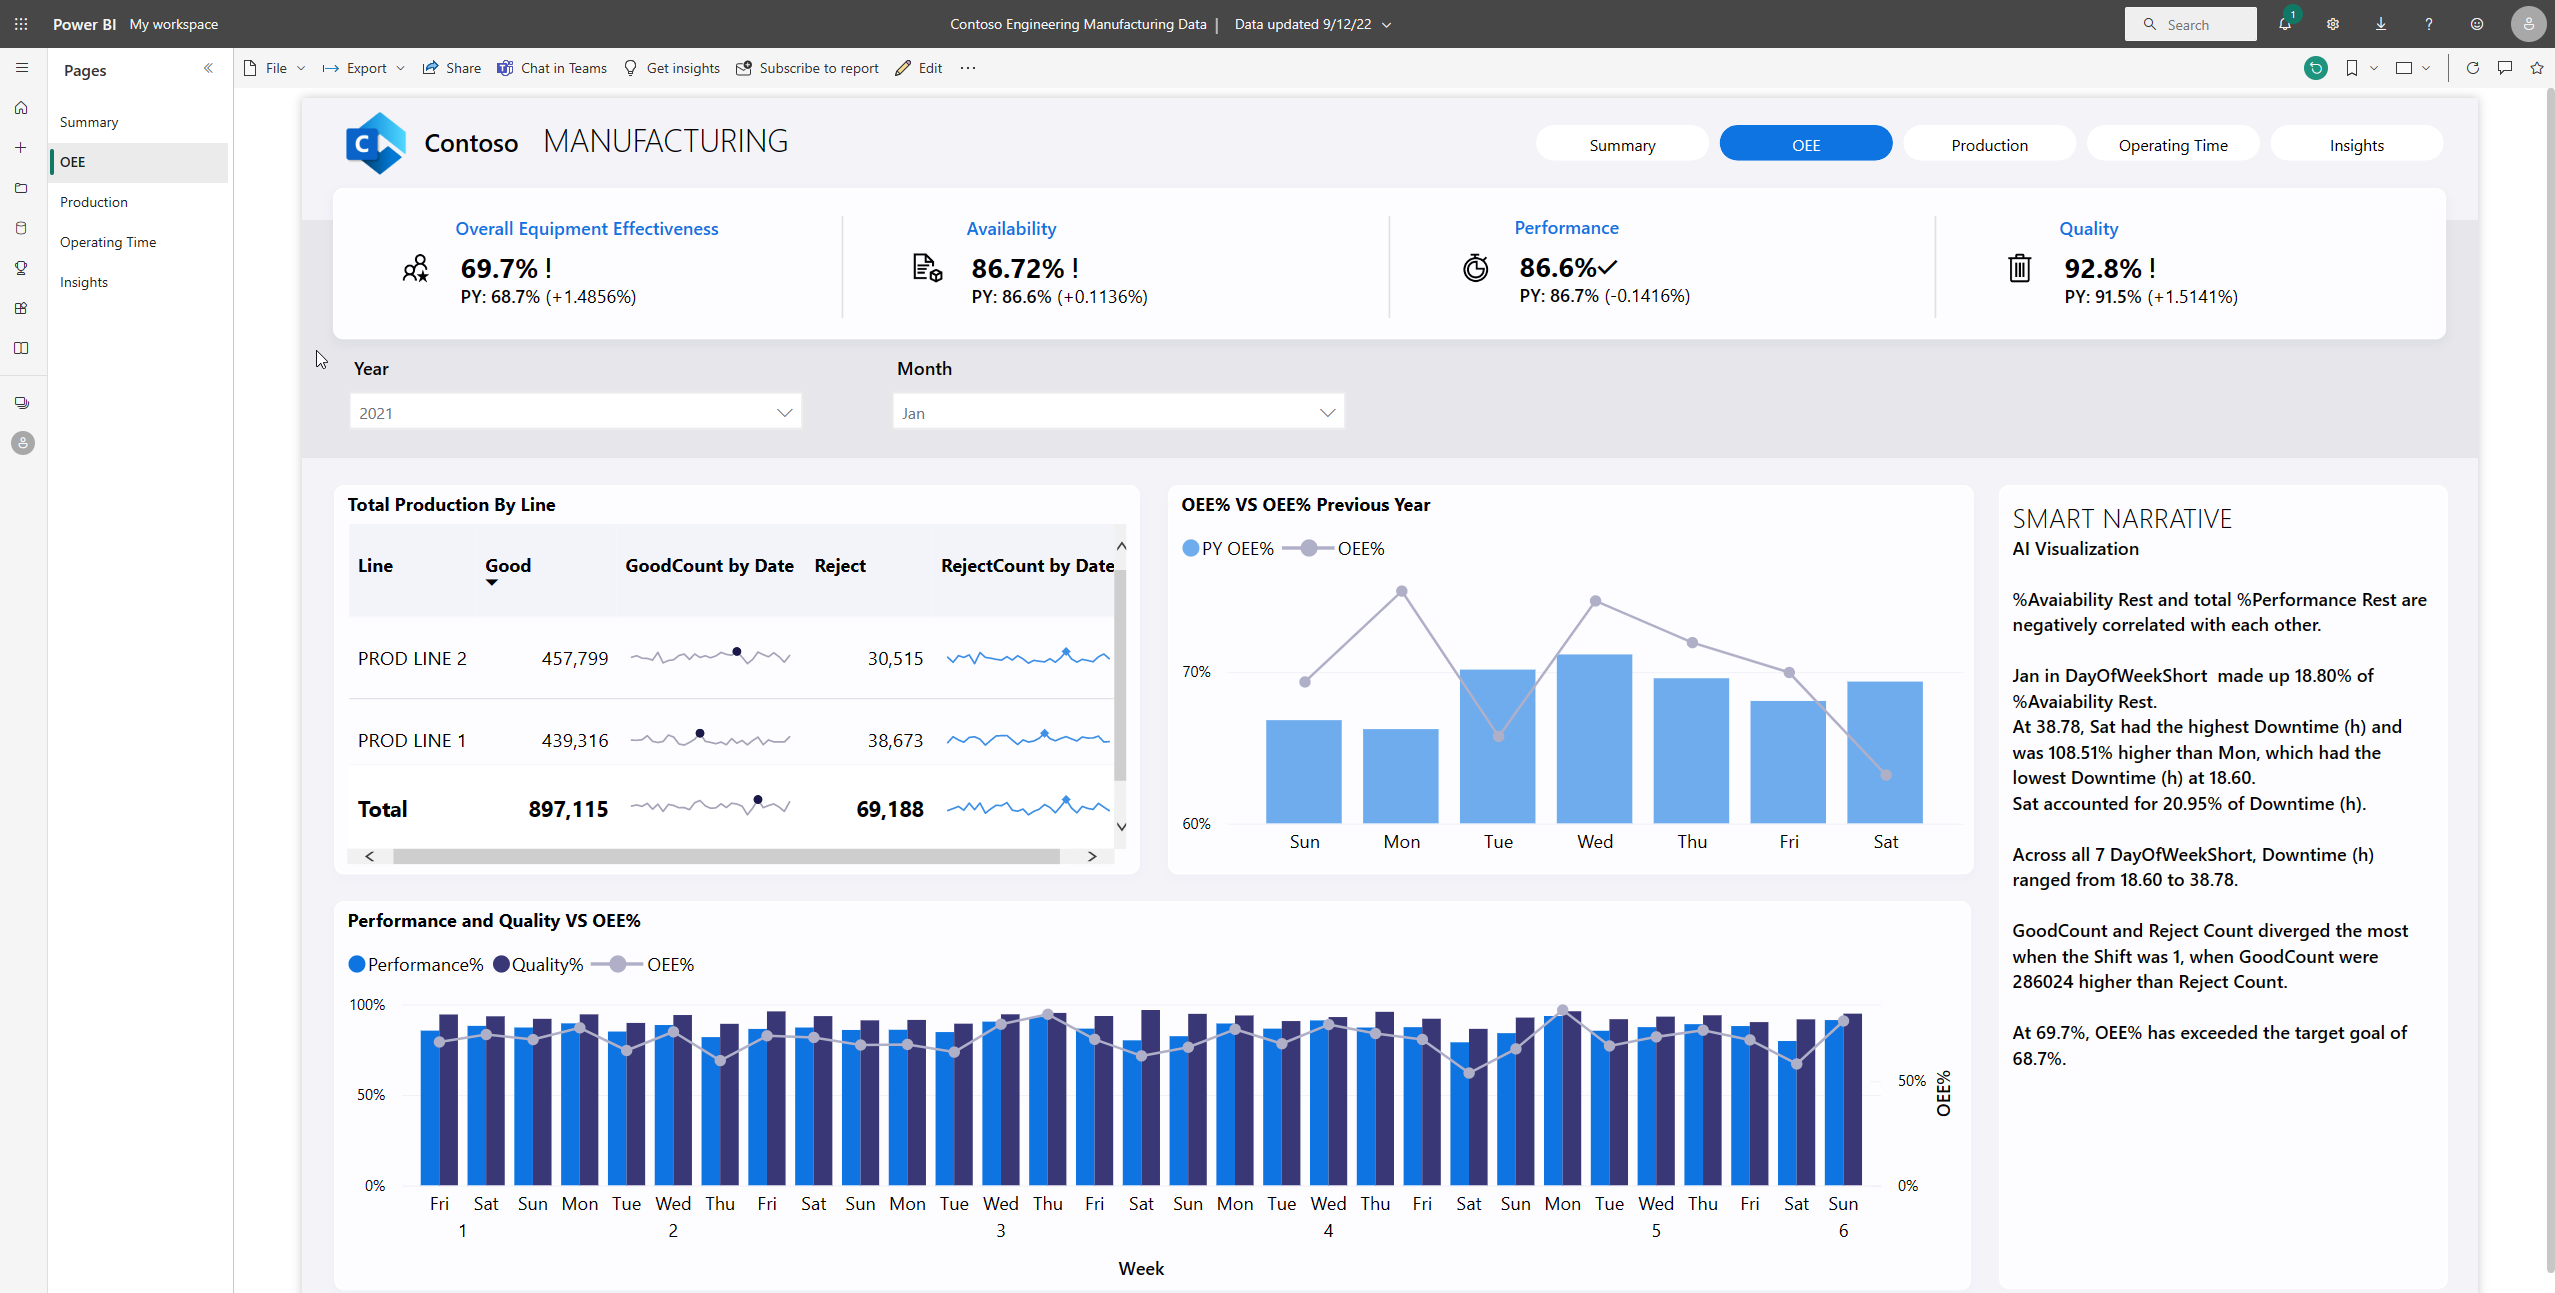 Power BI My workspace
Contoso Engineering Manufacturing Data | Data updated 9/12/22
Search
1
?
Pages
Summary
OEE
Production
Operating Time
Insights
File Export Share Chat in Teams Get insights Subscribe to report Edit ...
C Contoso MANUFACTURING
Summary OEE Production Operating Time Insights
Overall Equipment Effectiveness
69.7% !
PY: 68.7% (+1.4856%)
Availability
86.72% !
PY: 86.6% (+0.1136%)
Performance
86.6%✓
PY: 86.7% (-0.1416%)
Quality
92.8% !
PY: 91.5% (+1.5141%)
Year
2021
Month
Jan
Total Production By Line
Line Good GoodCount by Date Reject RejectCount by Date
PROD LINE 2 457,799 30,515
PROD LINE 1 439,316 38,673
Total 897,115 69,188
OEE% VS OEE% Previous Year
PY OEE% OEE%
70%
60%
Sun Mon Tue Wed Thu Fri Sat
SMART NARRATIVE
AI Visualization
%Avaiability Rest and total %Performance Rest are
negatively correlated with each other.
Jan in DayOfWeekShort  made up 18.80% of
%Avaiability Rest.
At 38.78, Sat had the highest Downtime (h) and
was 108.51% higher than Mon, which had the
lowest Downtime (h) at 18.60.
Sat accounted for 20.95% of Downtime (h).
Across all 7 DayOfWeekShort, Downtime (h)
ranged from 18.60 to 38.78.
GoodCount and Reject Count diverged the most
when the Shift was 1, when GoodCount were
286024 higher than Reject Count.
At 69.7%, OEE% has exceeded the target goal of
68.7%.
Performance and Quality VS OEE%
Performance% Quality% OEE%
100%
50%
0%
50%
0%
OEE%
Fri Sat Sun Mon Tue Wed Thu Fri Sat Sun Mon Tue Wed Thu Fri Sat Sun Mon Tue Wed Thu Fri Sat Sun Mon Tue Wed Thu Fri Sat Sun
1 2 3 4 5 6
Week